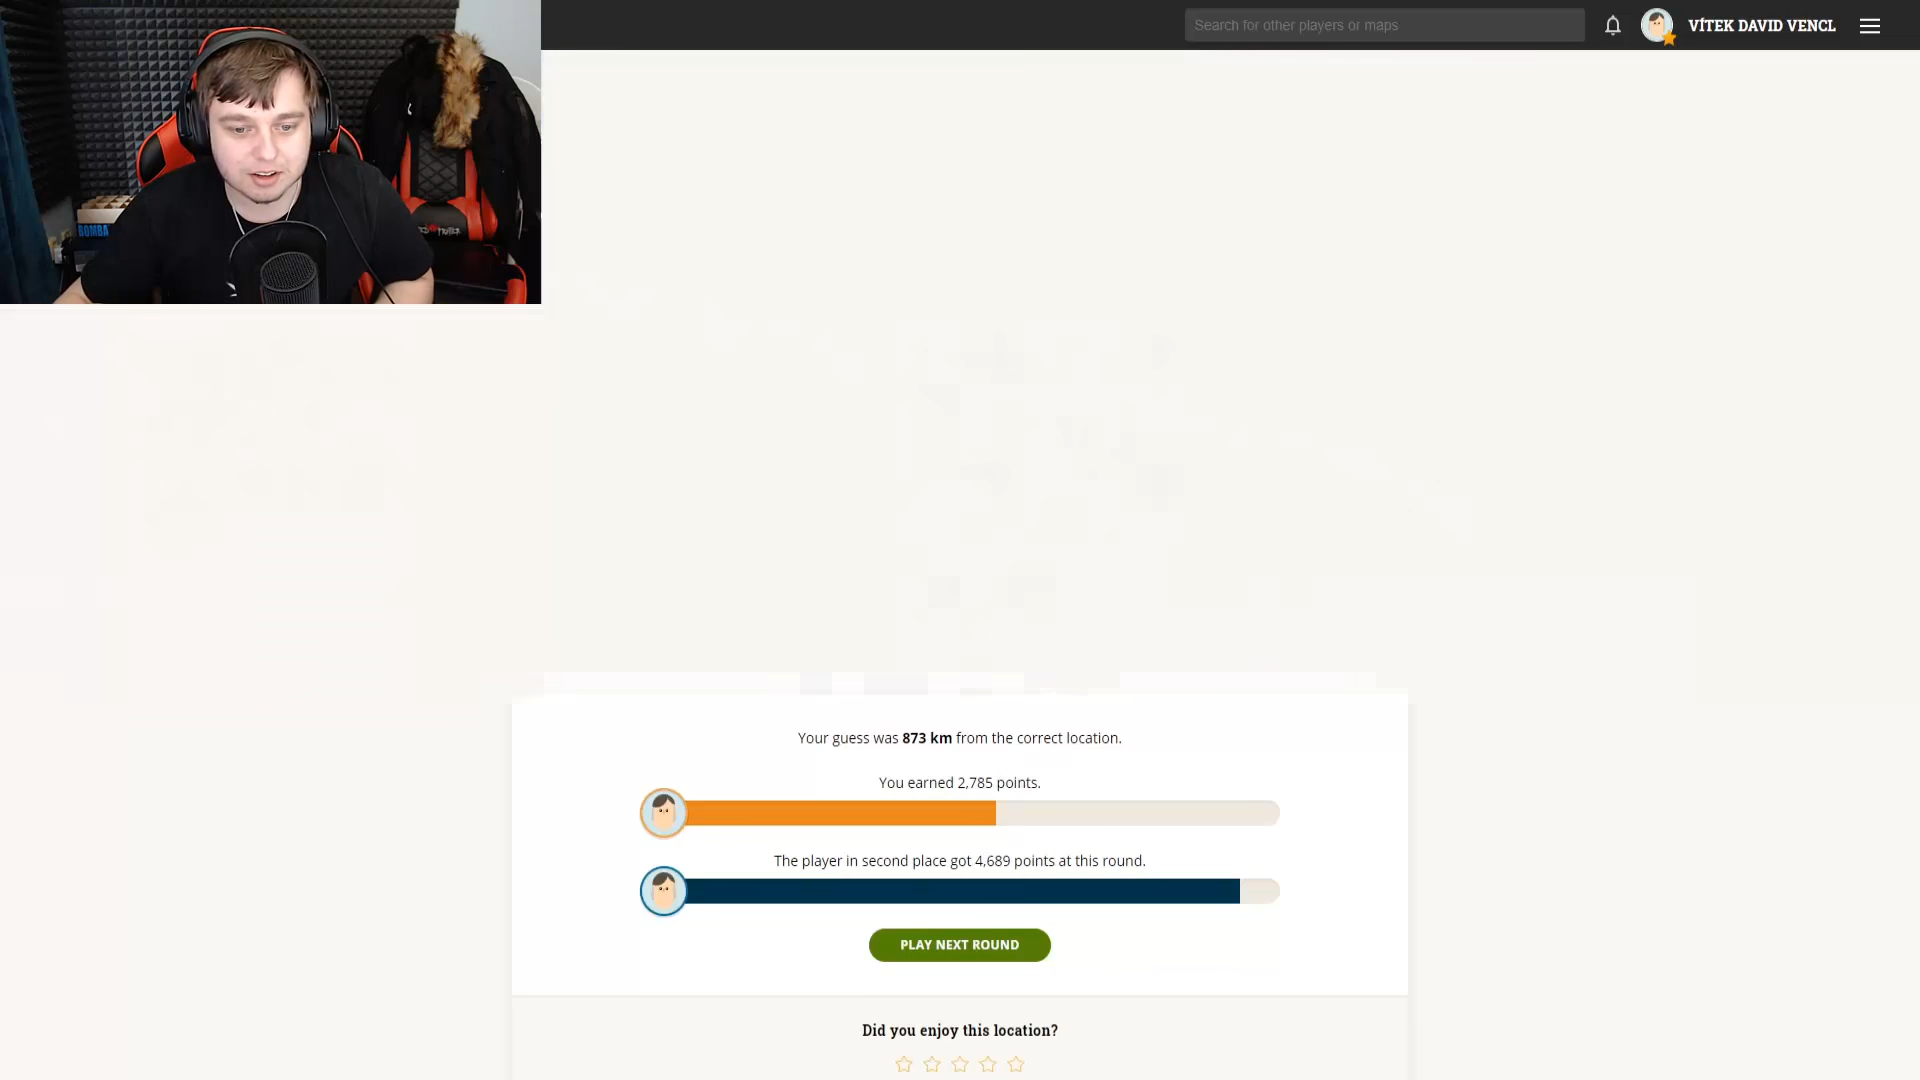 Search for other players or maps
VÍTEK DAVID VENCL
BOMBA
Your guess was 873 km from the correct location.
You earned 2,785 points.
The player in second place got 4,689 points at this round.
PLAY NEXT ROUND
Did you enjoy this location?